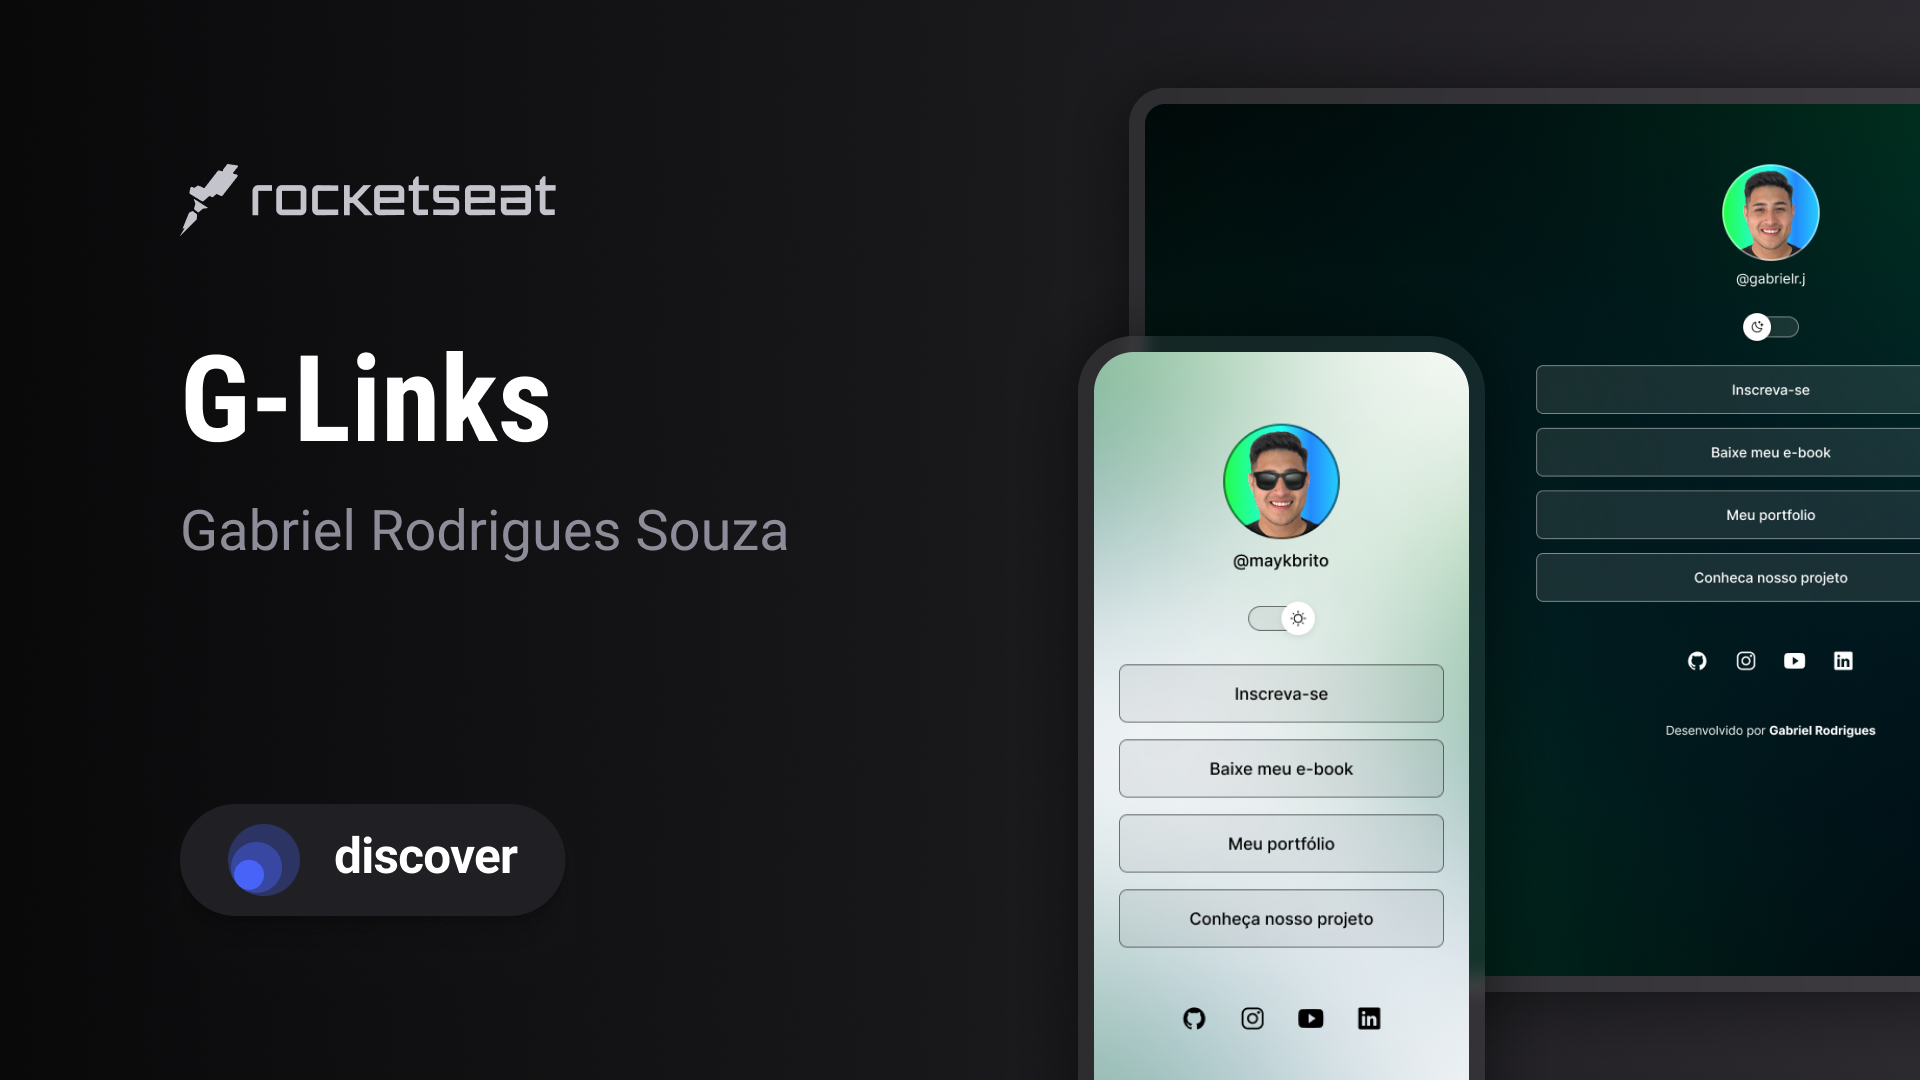 rocketseat
G-Links
Gabriel Rodrigues Souza
discover
@maykbrito
Inscreva-se
Baixe meu e-book
Meu portfólio
Conheça nosso projeto
@gabrielr.j
Inscreva-se
Baixe meu e-book
Meu portfolio
Conheca nosso projeto
Desenvolvido por Gabriel Rodrigues